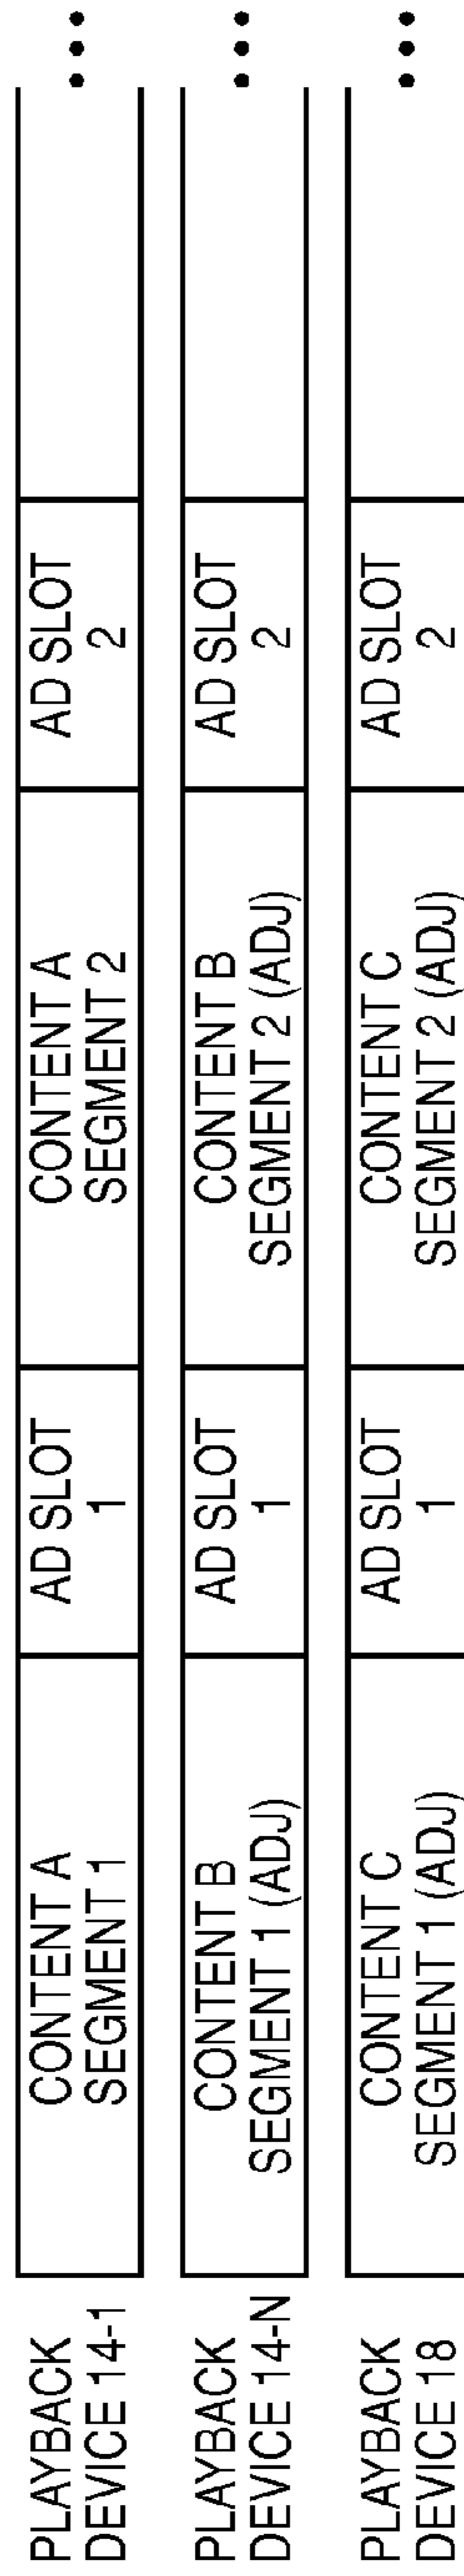 PLAYBACK
DEVICE 14-1
CONTENT A
SEGMENT 1
AD SLOT
1
CONTENT A
SEGMENT 2
AD SLOT
2
PLAYBACK
DEVICE 14-N
CONTENT B
SEGMENT 1 (ADJ)
AD SLOT
1
CONTENT B
SEGMENT 2 (ADJ)
AD SLOT
2
PLAYBACK
DEVICE 18
CONTENT C
SEGMENT 1 (ADJ)
AD SLOT
1
CONTENT C
SEGMENT 2 (ADJ)
AD SLOT
2